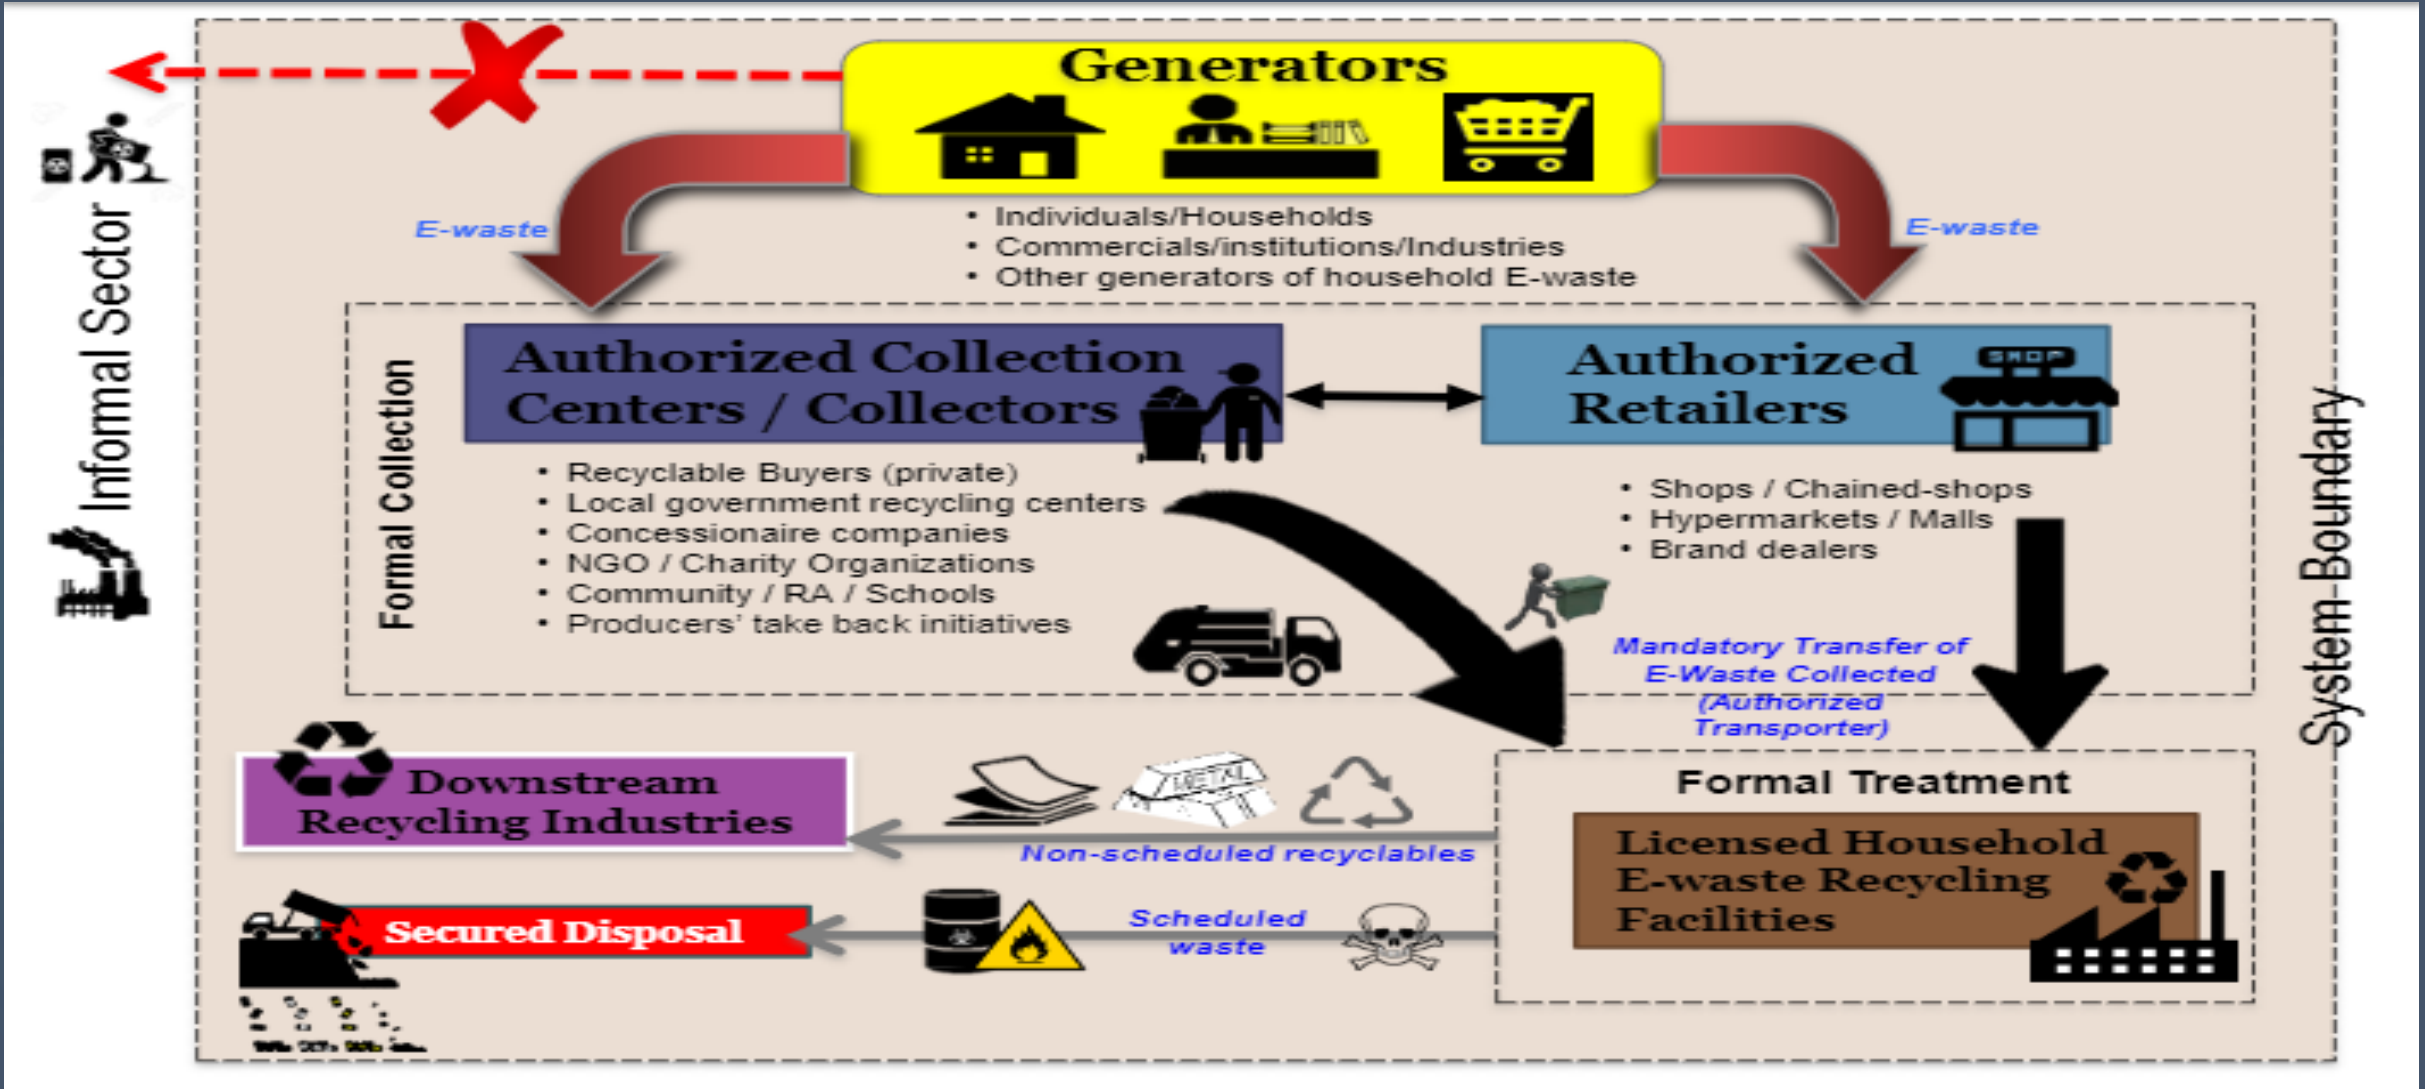 Generators
E-waste
E-waste
• Individuals/Households
• Commercials/institutions/Industries
• Other generators of household E-waste
Informal Sector
System Boundary
Formal Collection
Authorized Collection
Centers / Collectors
• Recyclable Buyers (private)
• Local government recycling centers
• Concessionaire companies
• NGO / Charity Organizations
• Community / RA / Schools
• Producers’ take back initiatives
Authorized
Retailers
SHOP
• Shops / Chained-shops
• Hypermarkets / Malls
• Brand dealers
Mandatory Transfer of
E-Waste Collected
(Authorized
Transporter)
Formal Treatment
Licensed Household
E-waste Recycling
Facilities
METAL
Non-scheduled recyclables
Downstream
Recycling Industries
Scheduled
waste
Secured Disposal